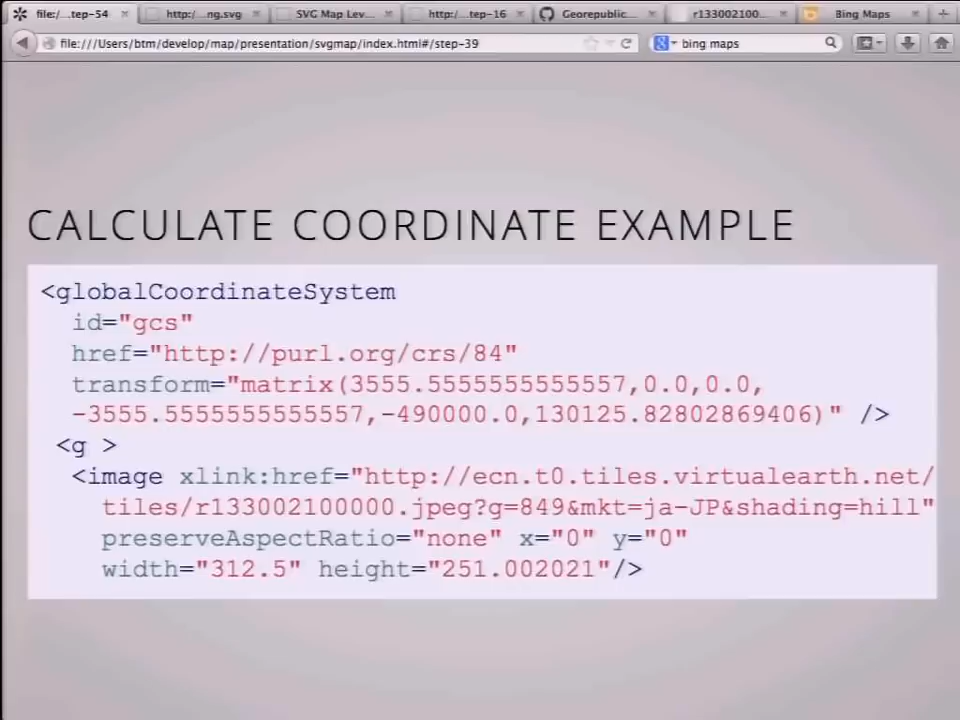 file:/...tep-54
http:/...ng.svg
SVG Map Lev...
http:/...tep-16
Georepublic...
r133002100...
Bing Maps
file:///Users/btm/develop/map/presentation/svgmap/index.html#/step-39
bing maps
CALCULATE COORDINATE EXAMPLE
<globalCoordinateSystem
id="gcs"
href="http://purl.org/crs/84"
transform="matrix(3555.5555555555557,0.0,0.0,
-3555.5555555555557,-490000.0,130125.82802869406)" />
<g >
<image xlink:href="http://ecn.t0.tiles.virtualearth.net/
tiles/r133002100000.jpeg?g=849&mkt=ja-JP&shading=hill"
preserveAspectRatio="none" x="0" y="0"
width="312.5" height="251.002021"/>